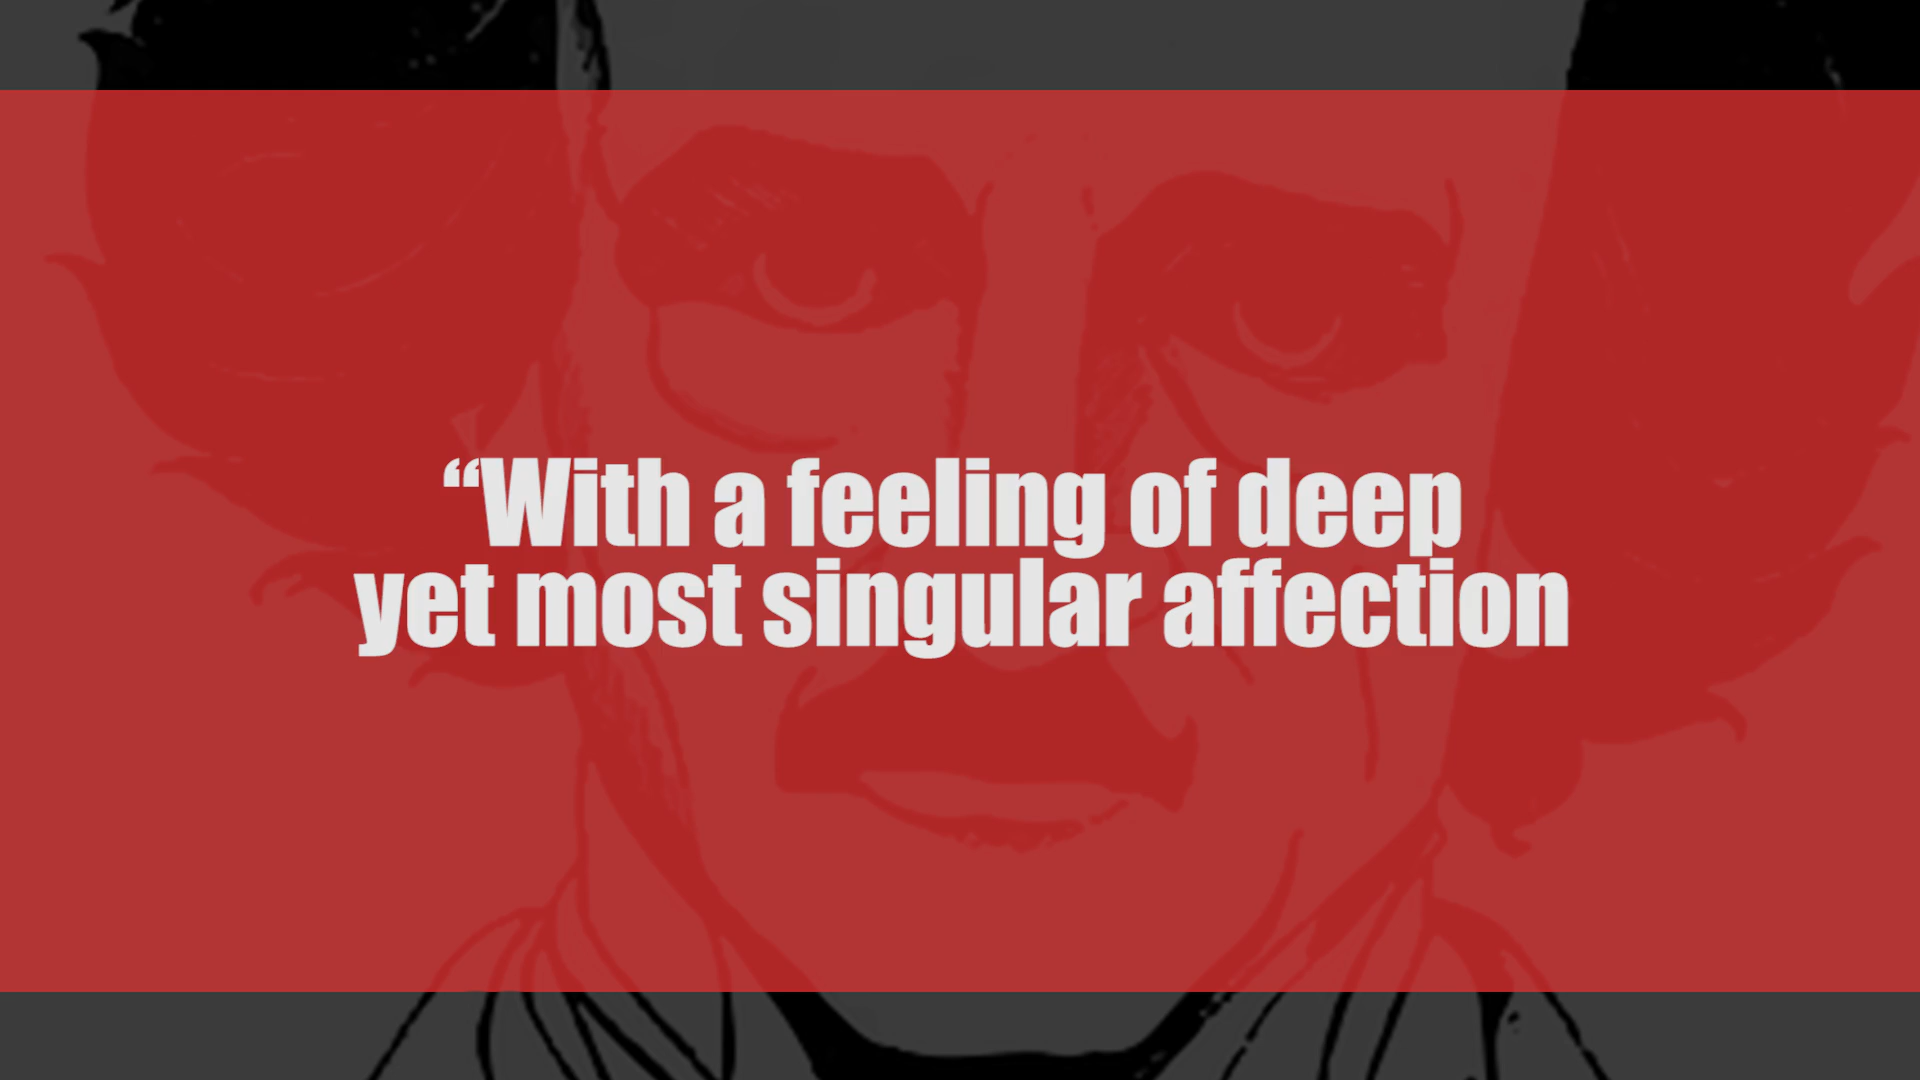 “With a feeling of deep
yet most singular affection